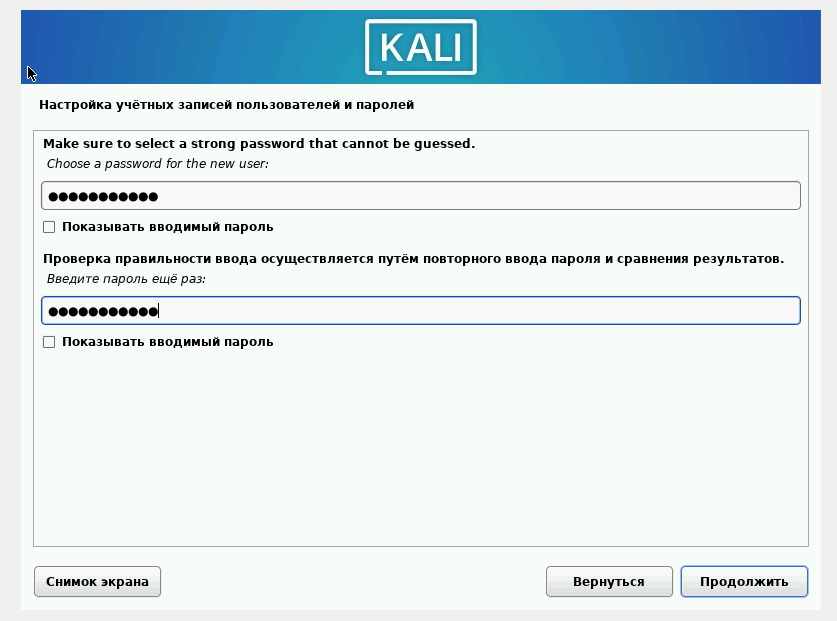 KALI
Настройка учётных записей пользователей и паролей
Make sure to select a strong password that cannot be guessed.
Choose a password for the new user:
●●●●●●●●●●●
Показывать вводимый пароль
Проверка правильности ввода осуществляется путём повторного ввода пароля и сравнения результатов.
Введите пароль ещё раз:
●●●●●●●●●●●
Показывать вводимый пароль
Снимок экрана
Вернуться
Продолжить